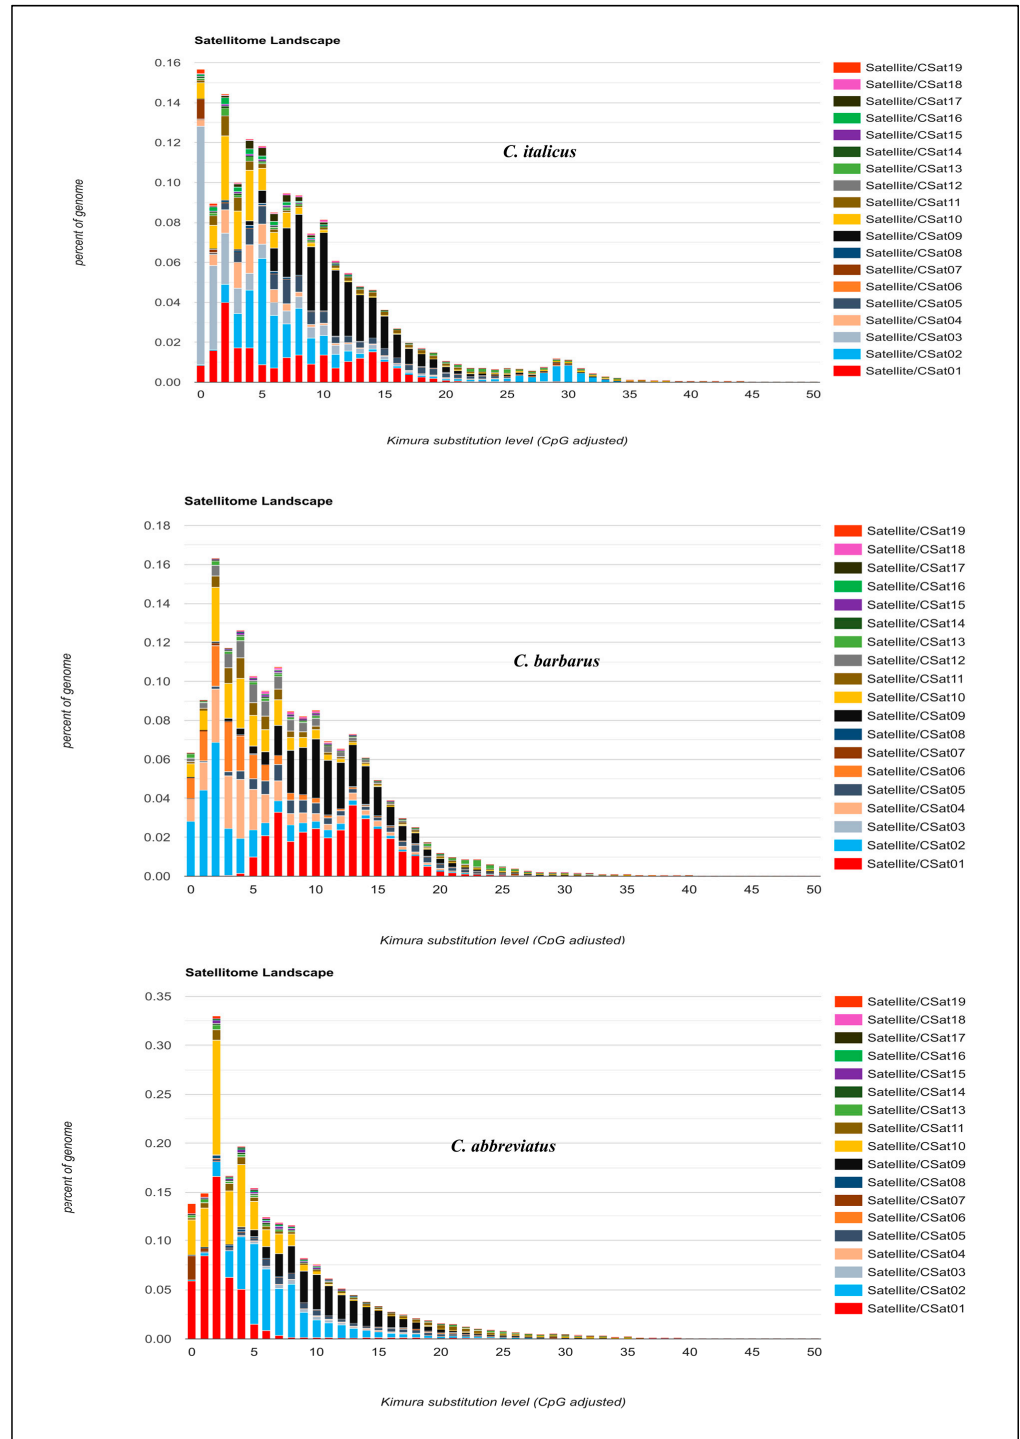 Satellitome Landscape
0.16
0.14
0.12
0.10
0.08
0.06
0.04
0.02
0.00
percent of genome
C. italicus
0 5 10 15 20 25 30 35 40 45 50
Kimura substitution level (CpG adjusted)
Satellite/CSat19
Satellite/CSat18
Satellite/CSat17
Satellite/CSat16
Satellite/CSat15
Satellite/CSat14
Satellite/CSat13
Satellite/CSat12
Satellite/CSat11
Satellite/CSat10
Satellite/CSat09
Satellite/CSat08
Satellite/CSat07
Satellite/CSat06
Satellite/CSat05
Satellite/CSat04
Satellite/CSat03
Satellite/CSat02
Satellite/CSat01
Satellitome Landscape
0.18
0.16
0.14
0.12
0.10
0.08
0.06
0.04
0.02
0.00
percent of genome
C. barbarus
0 5 10 15 20 25 30 35 40 45 50
Kimura substitution level (CpG adjusted)
Satellite/CSat19
Satellite/CSat18
Satellite/CSat17
Satellite/CSat16
Satellite/CSat15
Satellite/CSat14
Satellite/CSat13
Satellite/CSat12
Satellite/CSat11
Satellite/CSat10
Satellite/CSat09
Satellite/CSat08
Satellite/CSat07
Satellite/CSat06
Satellite/CSat05
Satellite/CSat04
Satellite/CSat03
Satellite/CSat02
Satellite/CSat01
Satellitome Landscape
0.35
0.30
0.25
0.20
0.15
0.10
0.05
0.00
percent of genome
C. abbreviatus
0 5 10 15 20 25 30 35 40 45 50
Kimura substitution level (CpG adjusted)
Satellite/CSat19
Satellite/CSat18
Satellite/CSat17
Satellite/CSat16
Satellite/CSat15
Satellite/CSat14
Satellite/CSat13
Satellite/CSat11
Satellite/CSat10
Satellite/CSat09
Satellite/CSat08
Satellite/CSat07
Satellite/CSat06
Satellite/CSat05
Satellite/CSat04
Satellite/CSat03
Satellite/CSat02
Satellite/CSat01